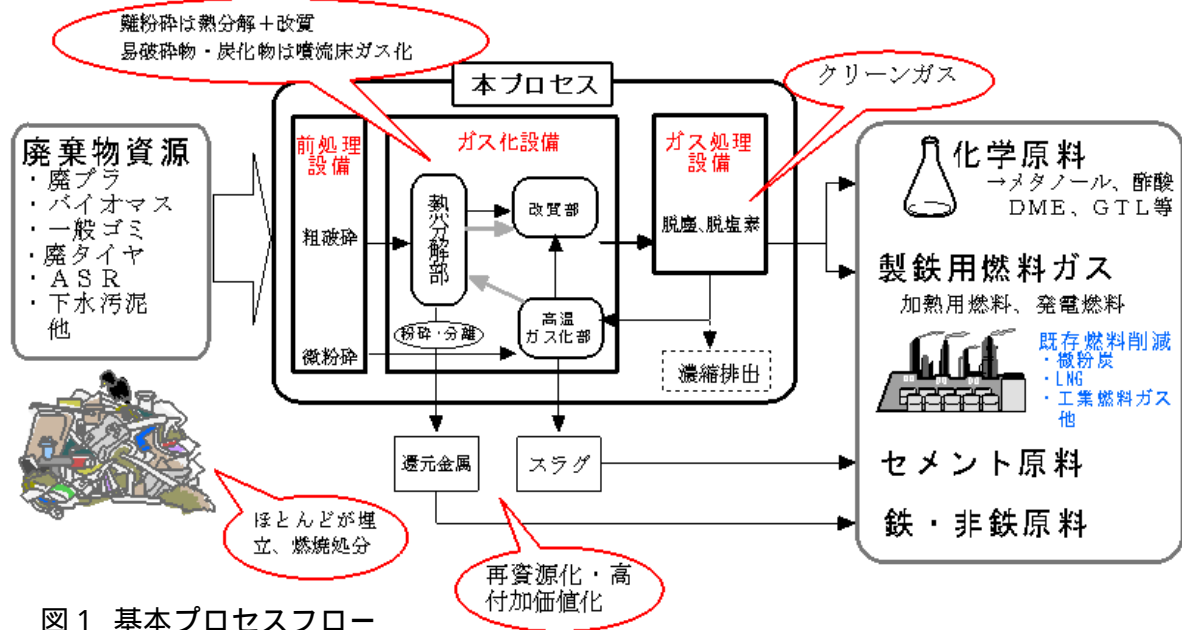 難粉砕は熱分解＋改質
易破砕物・炭化物は噴流床ガス化
本プロセス
クリーンガス
廃棄物資源
・廃プラ
・バイオマス
・一般ゴミ
・廃タイヤ
・ＡＳＲ
・下水汚泥
他
前処理
設備
粗破砕
微粉砕
ガス化設備
熱分解部
改質部
粉砕・分離
高温
ガス化部
ガス処理
設備
脱塵、脱塩素
濃縮排出
化学原料
→メタノール、酢酸
ＤＭＥ、ＧＴＬ等
製鉄用燃料ガス
加熱用燃料、発電燃料
既存燃料削減
・微粉炭
・LNG
・工業燃料ガス
他
還元金属
スラグ
セメント原料
鉄・非鉄原料
ほとんどが埋
立、燃焼処分
再資源化・高
付加価値化
図１ 基本プロセスフロー